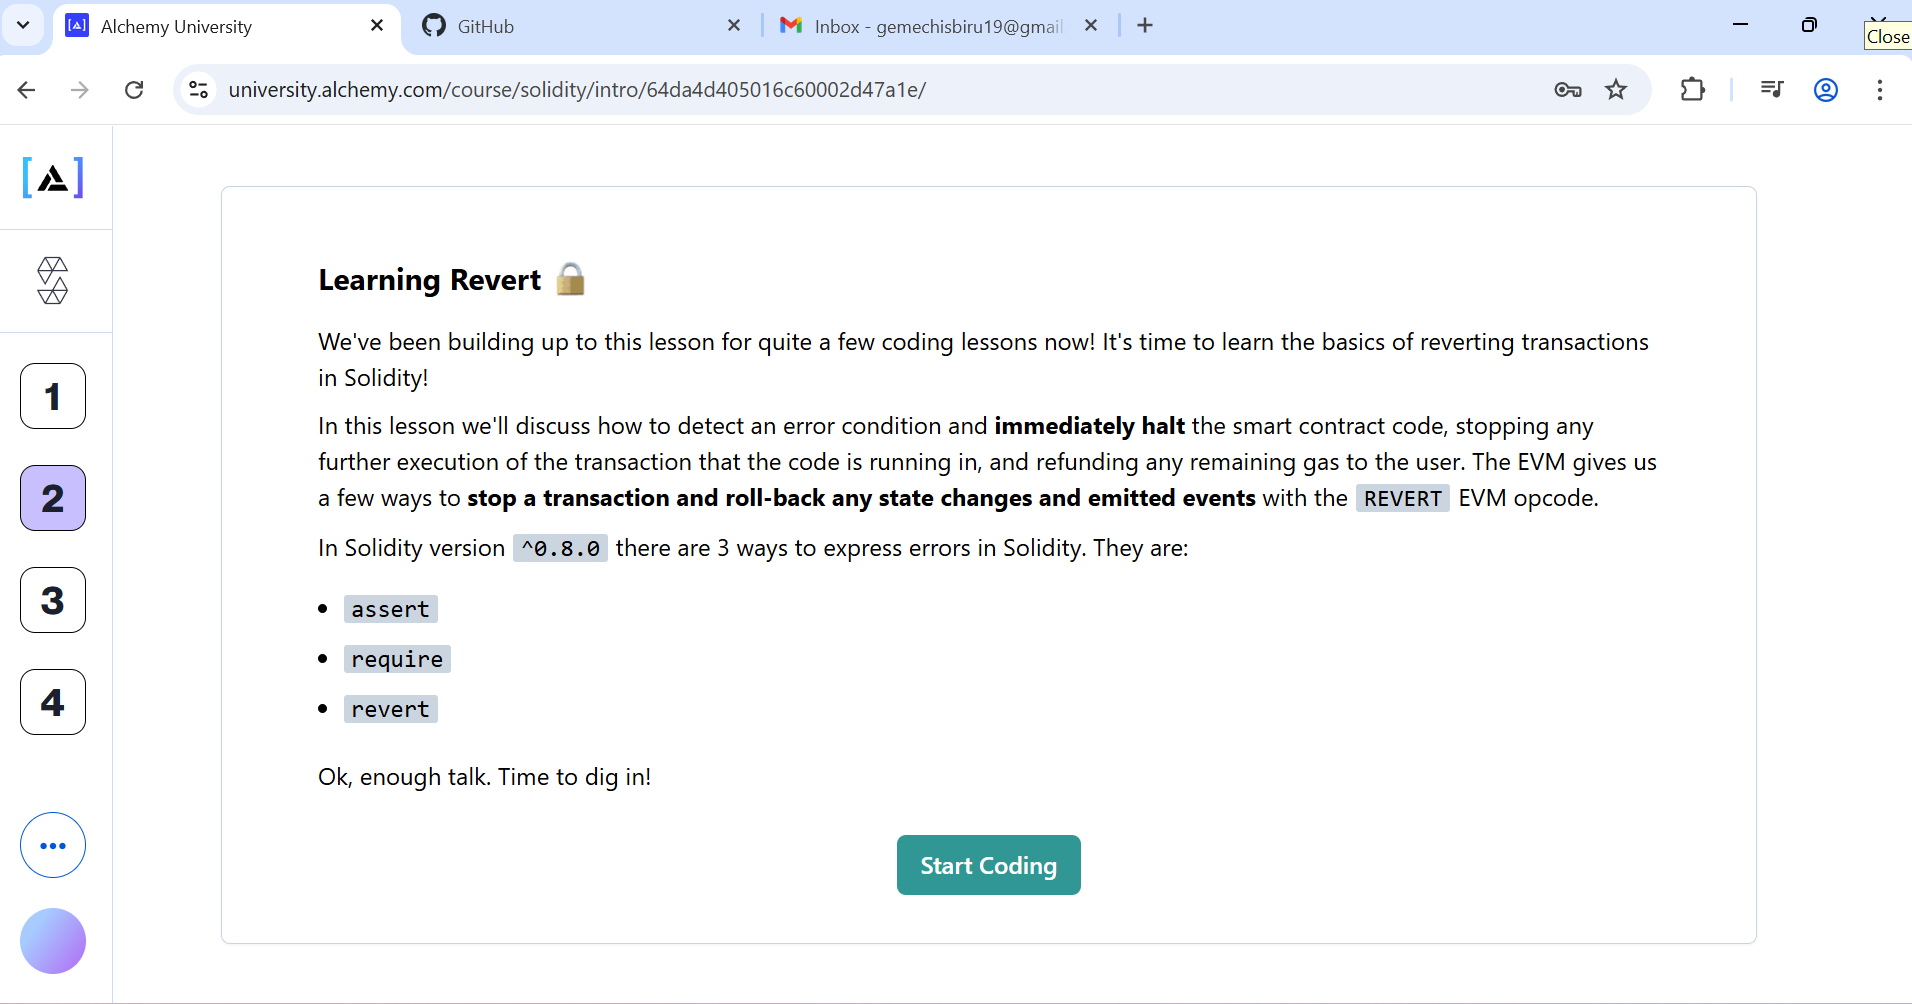 Alchemy University
GitHub
Inbox - gemechisbiru19@gmail
Close
university.alchemy.com/course/solidity/intro/64da4d405016c60002d47a1e/
Learning Revert 🔒
We've been building up to this lesson for quite a few coding lessons now! It's time to learn the basics of reverting transactions
in Solidity!
In this lesson we'll discuss how to detect an error condition and immediately halt the smart contract code, stopping any
further execution of the transaction that the code is running in, and refunding any remaining gas to the user. The EVM gives us
a few ways to stop a transaction and roll-back any state changes and emitted events with the REVERT EVM opcode.
In Solidity version ^0.8.0 there are 3 ways to express errors in Solidity. They are:
• assert
• require
• revert
Ok, enough talk. Time to dig in!
Start Coding
1
2
3
4